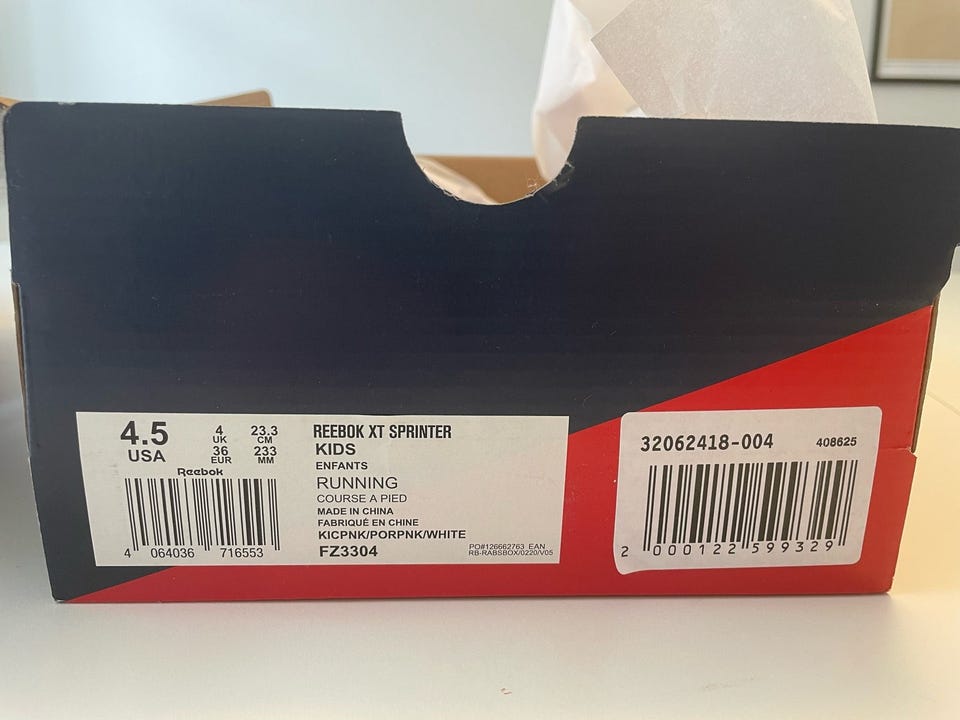 4.5
USA
4
UK
36
EUR
23.3
CM
233
MM
Reebok
4 064036 716553
REEBOK XT SPRINTER
KIDS
ENFANTS
RUNNING
COURSE A PIED
MADE IN CHINA
FABRIQUÉ EN CHINE
KICPNK/PORPNK/WHITE
FZ3304
PO#126662763 EAN
RB-RABSBOX/0220/V05
32062418-004 408625
2 000122 599329